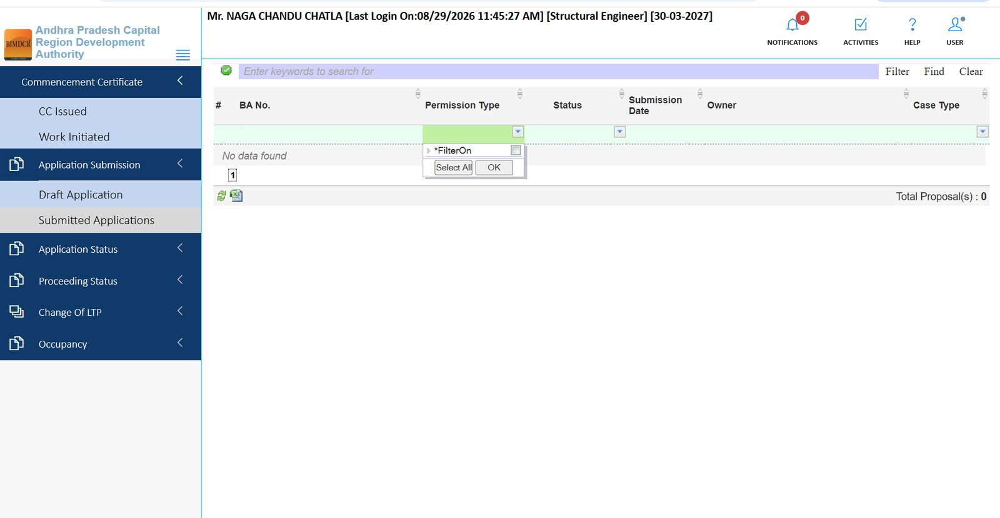 Mr. NAGA CHANDU CHATLA [Last Login On:08/29/2026 11:45:27 AM] [Structural Engineer] [30-03-2027]
0
NOTIFICATIONS
ACTIVITIES
HELP
USER
BIMDCR
Andhra Pradesh Capital
Region Development
Authority
Commencement Certificate
CC Issued
Work Initiated
Application Submission
Draft Application
Submitted Applications
Application Status
Proceeding Status
Change Of LTP
Occupancy
Enter keywords to search for
Filter
Find
Clear
#
BA No.
Permission Type
Status
Submission
Date
Owner
Case Type
*FilterOn
Select All
OK
No data found
1
Total Proposal(s) : 0